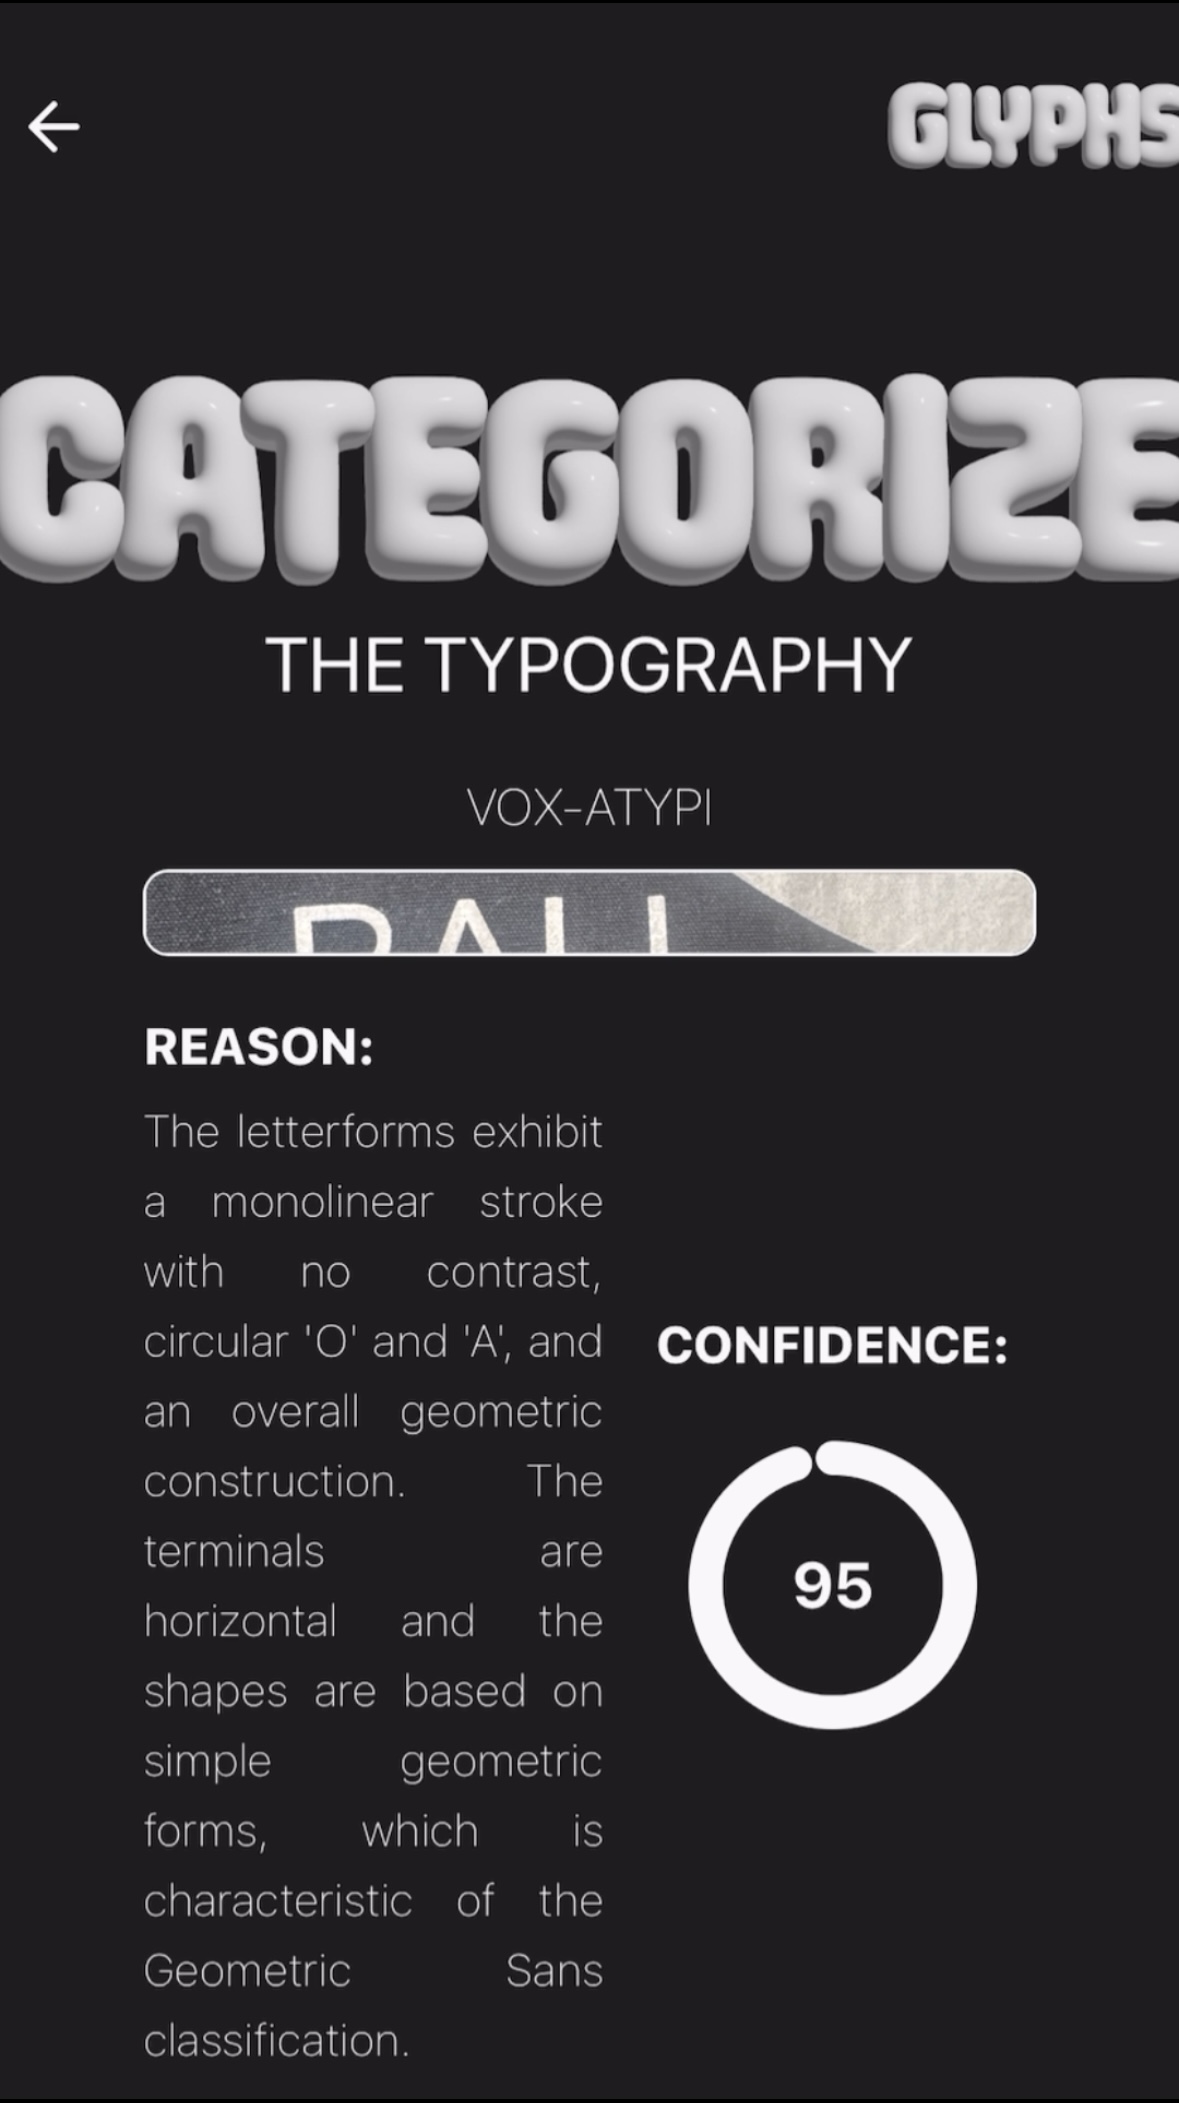 GLYPHS
CATEGORIZE
THE TYPOGRAPHY
VOX-ATYPI
REASON:
The letterforms exhibit
a monolinear stroke
with no contrast,
circular 'O' and 'A', and
an overall geometric
construction. The
terminals are
horizontal and the
shapes are based on
simple geometric
forms, which is
characteristic of the
Geometric Sans
classification.
CONFIDENCE:
95